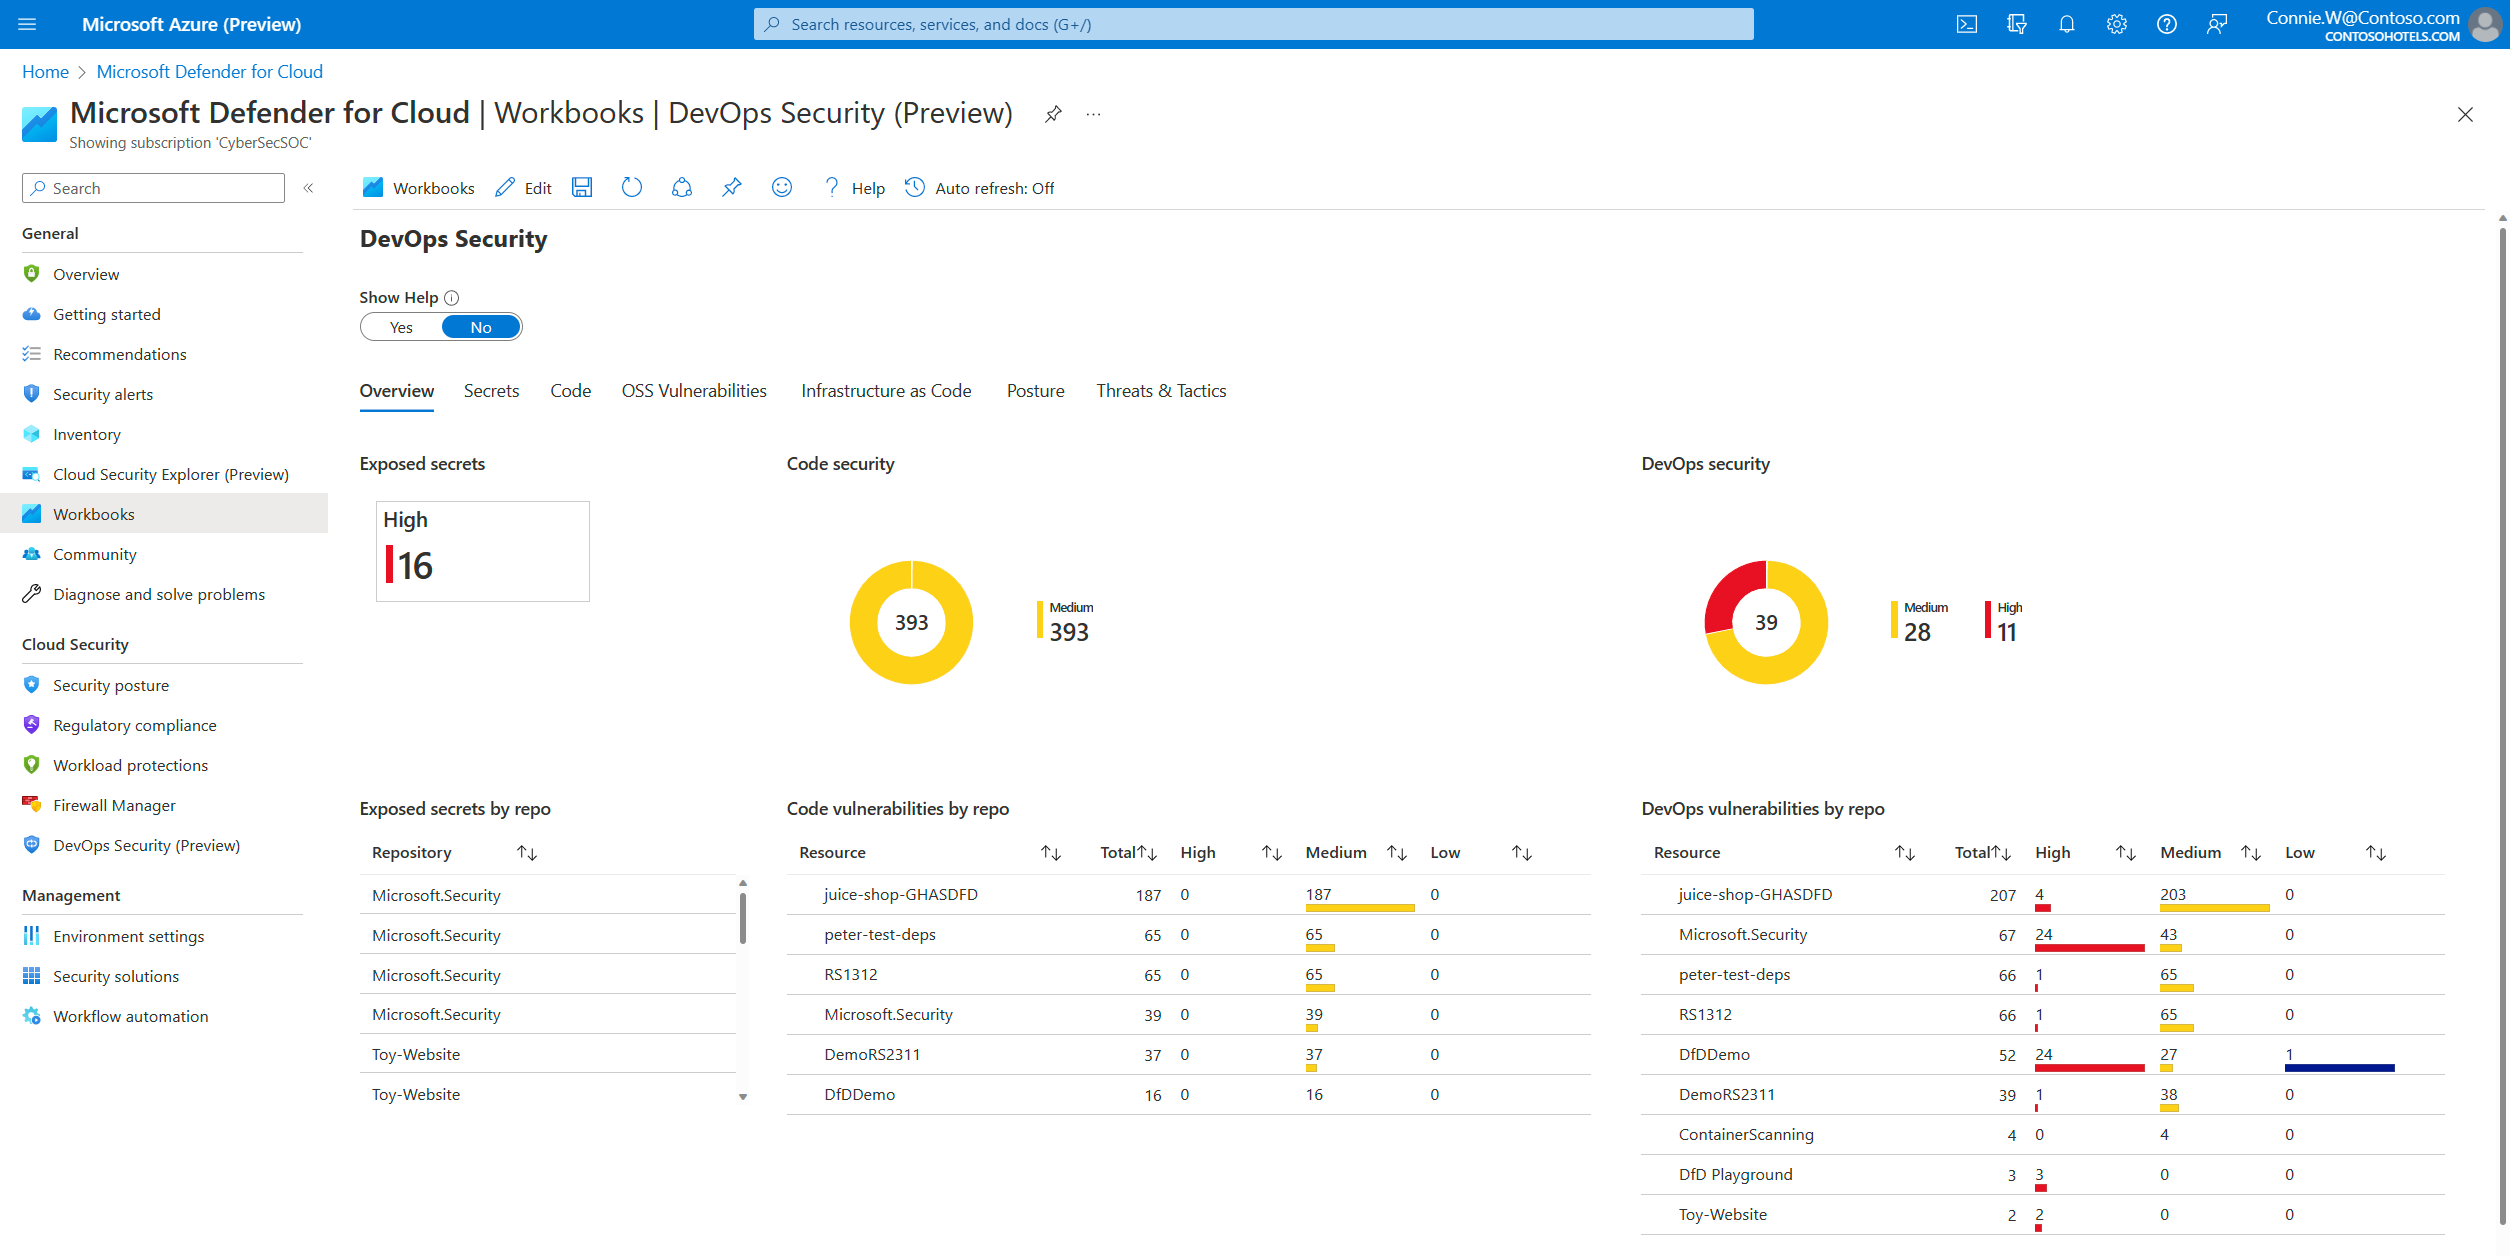 Microsoft Azure (Preview)
Search resources, services, and docs (G+/)
Connie.W@Contoso.com
CONTOSOHOTELS.COM
Home > Microsoft Defender for Cloud
Microsoft Defender for Cloud | Workbooks | DevOps Security (Preview)
Showing subscription 'CyberSecSOC'
Search
General
Overview
Getting started
Recommendations
Security alerts
Inventory
Cloud Security Explorer (Preview)
Workbooks
Community
Diagnose and solve problems
Cloud Security
Security posture
Regulatory compliance
Workload protections
Firewall Manager
DevOps Security (Preview)
Management
Environment settings
Security solutions
Workflow automation
Workbooks Edit Help Auto refresh: Off
DevOps Security
Show Help
Yes No
Overview Secrets Code OSS Vulnerabilities Infrastructure as Code Posture Threats & Tactics
Exposed secrets
High
16
Code security
393
Medium
393
DevOps security
39
Medium
28
High
11
Exposed secrets by repo
Repository
Microsoft.Security
Microsoft.Security
Microsoft.Security
Microsoft.Security
Toy-Website
Toy-Website
Code vulnerabilities by repo
Resource Total High Medium Low
juice-shop-GHASDFD 187 0 187 0
peter-test-deps 65 0 65 0
RS1312 65 0 65 0
Microsoft.Security 39 0 39 0
DemoRS2311 37 0 37 0
DfDDemo 16 0 16 0
DevOps vulnerabilities by repo
Resource Total High Medium Low
juice-shop-GHASDFD 207 4 203 0
Microsoft.Security 67 24 43 0
peter-test-deps 66 1 65 0
RS1312 66 1 65 0
DfDDemo 52 24 27 1
DemoRS2311 39 1 38 0
ContainerScanning 4 0 4 0
DfD Playground 3 3 0 0
Toy-Website 2 2 0 0